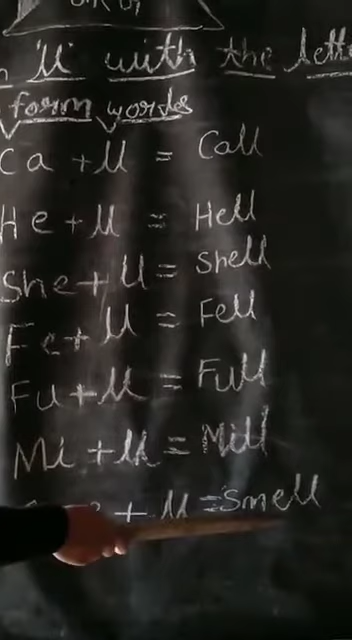 ll with the lette
form words
Ca + ll = Call
He + ll = Hell
She + ll = Shell
Fe + ll = Fell
Fu + ll = Full
Mi + ll = Mill
+ ll = Smell